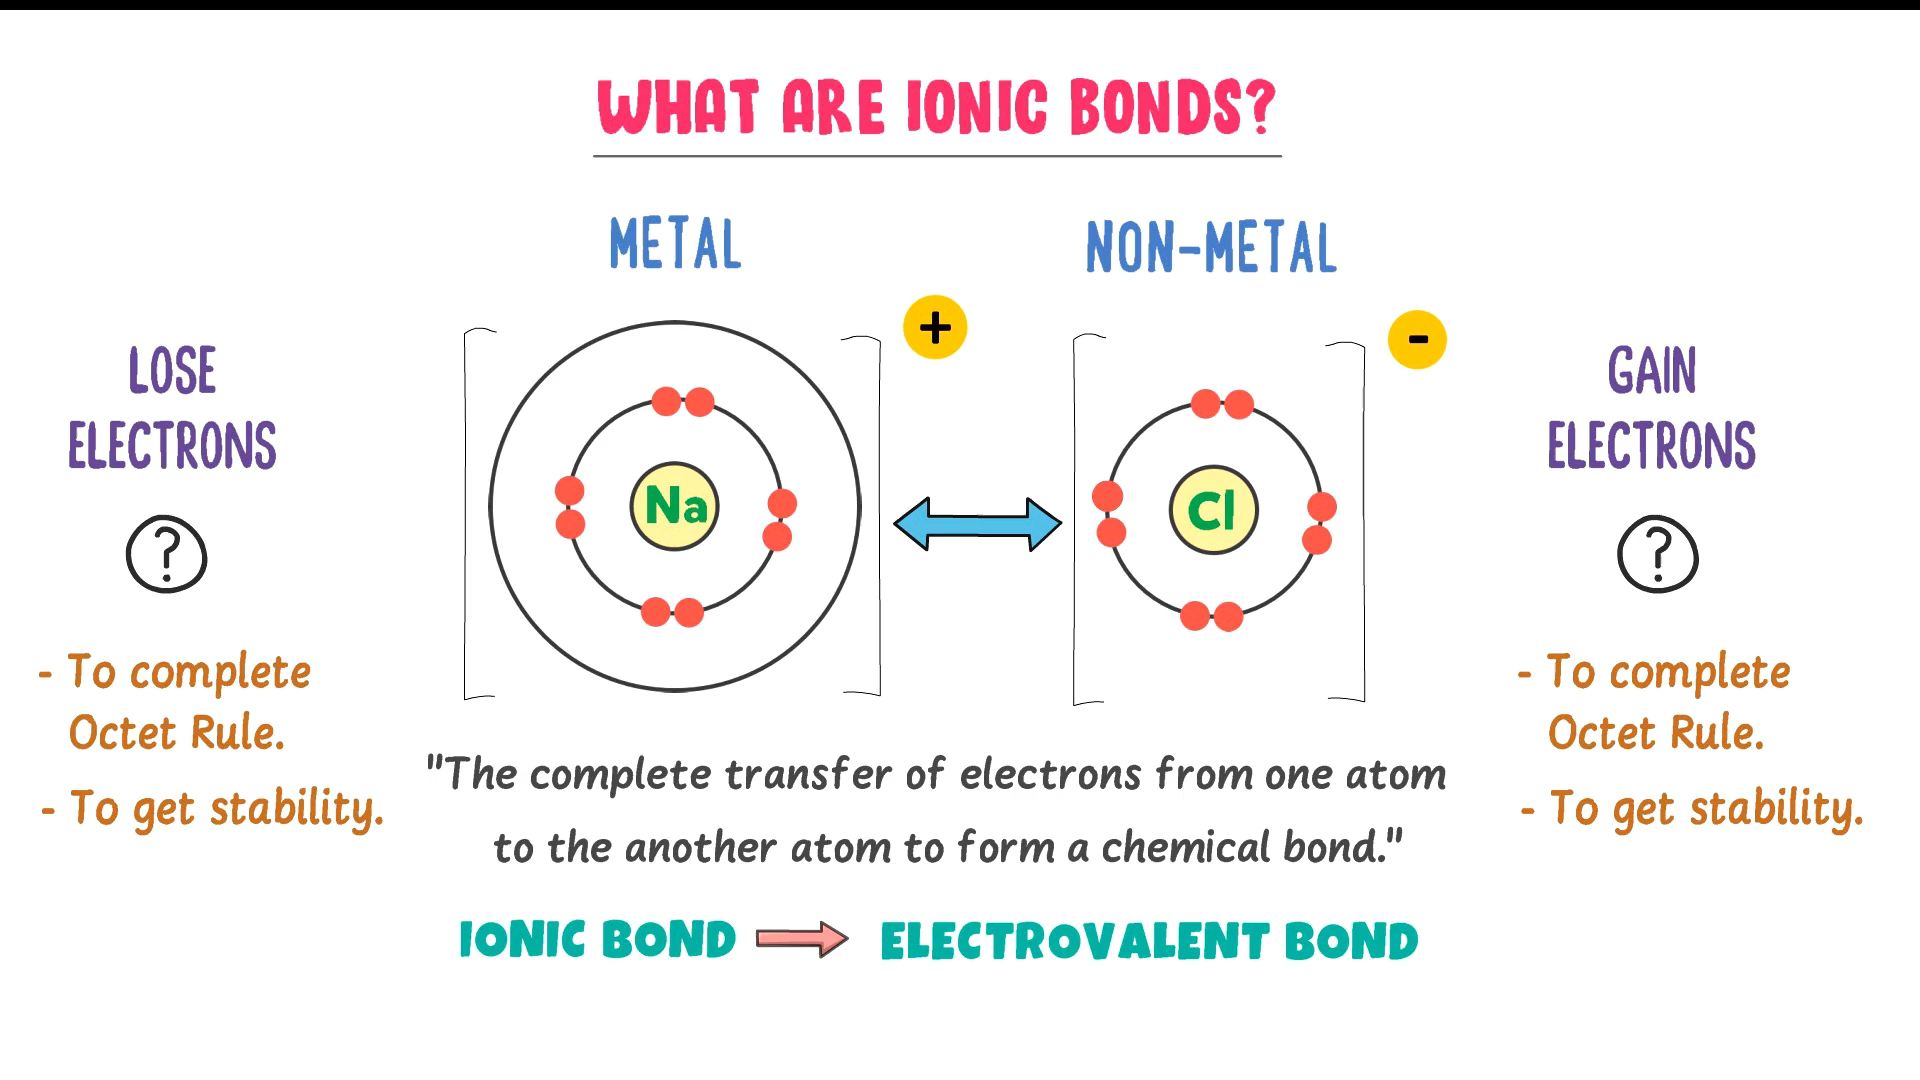 WHAT ARE IONIC BONDS?
METAL
NON-METAL
+
-
LOSE
ELECTRONS
?
- To complete
Octet Rule.
- To get stability.
Na
Cl
GAIN
ELECTRONS
?
- To complete
Octet Rule.
- To get stability.
"The complete transfer of electrons from one atom
to the another atom to form a chemical bond."
IONIC BOND
ELECTROVALENT BOND